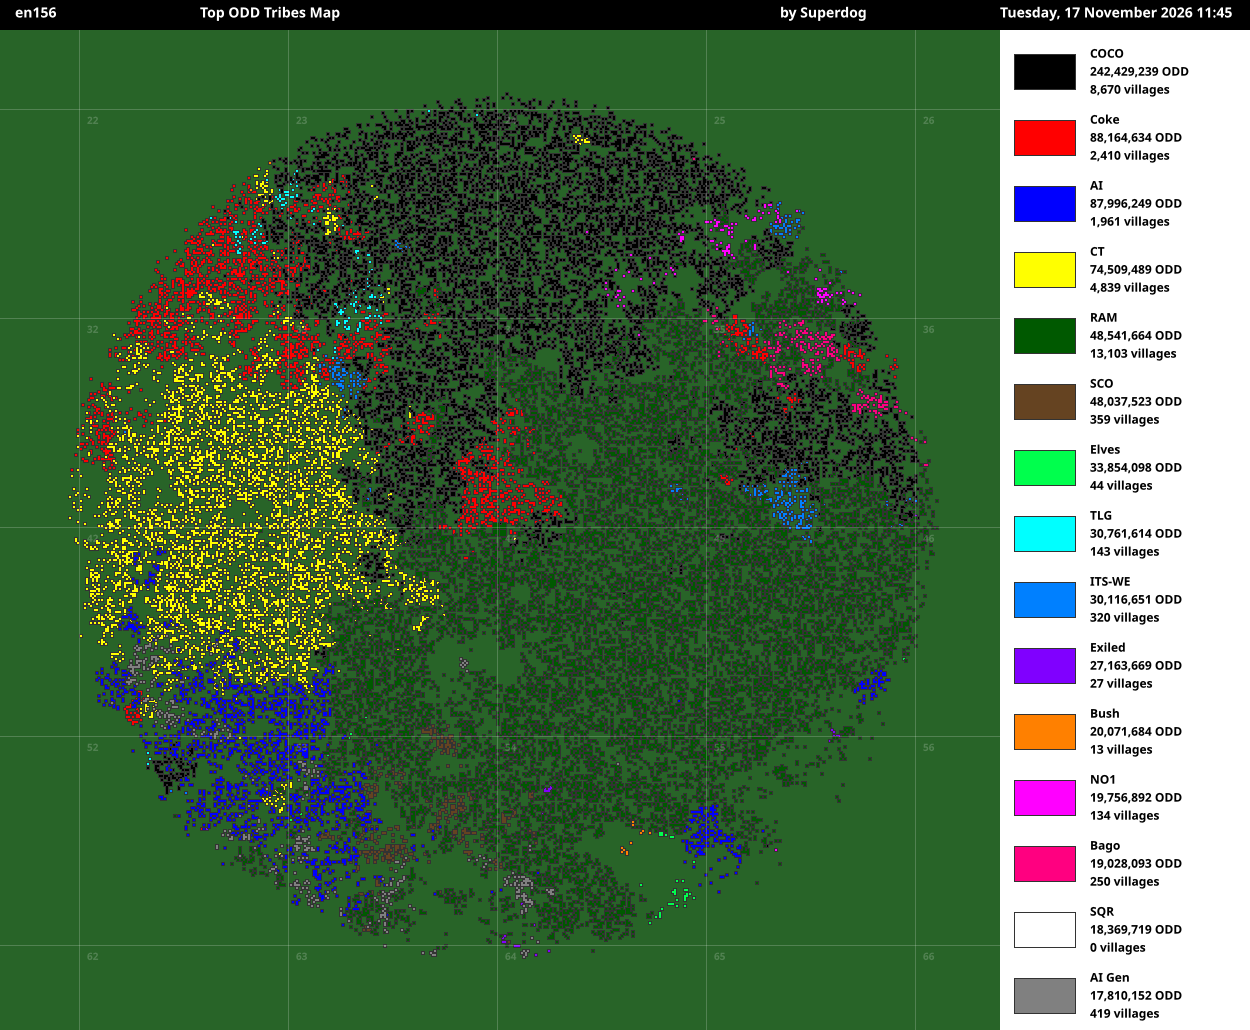 en156
Top ODD Tribes Map
by Superdog
Tuesday, 17 November 2026 11:45
COCO
242,429,239 ODD
8,670 villages
Coke
88,164,634 ODD
2,410 villages
AI
87,996,249 ODD
1,961 villages
CT
74,509,489 ODD
4,839 villages
RAM
48,541,664 ODD
13,103 villages
SCO
48,037,523 ODD
359 villages
Elves
33,854,098 ODD
44 villages
TLG
30,761,614 ODD
143 villages
ITS-WE
30,116,651 ODD
320 villages
Exiled
27,163,669 ODD
27 villages
Bush
20,071,684 ODD
13 villages
NO1
19,756,892 ODD
134 villages
Bago
19,028,093 ODD
250 villages
SQR
18,369,719 ODD
0 villages
AI Gen
17,810,152 ODD
419 villages
22
23
25
26
32
36
46
52
54
55
56
62
63
64
65
66